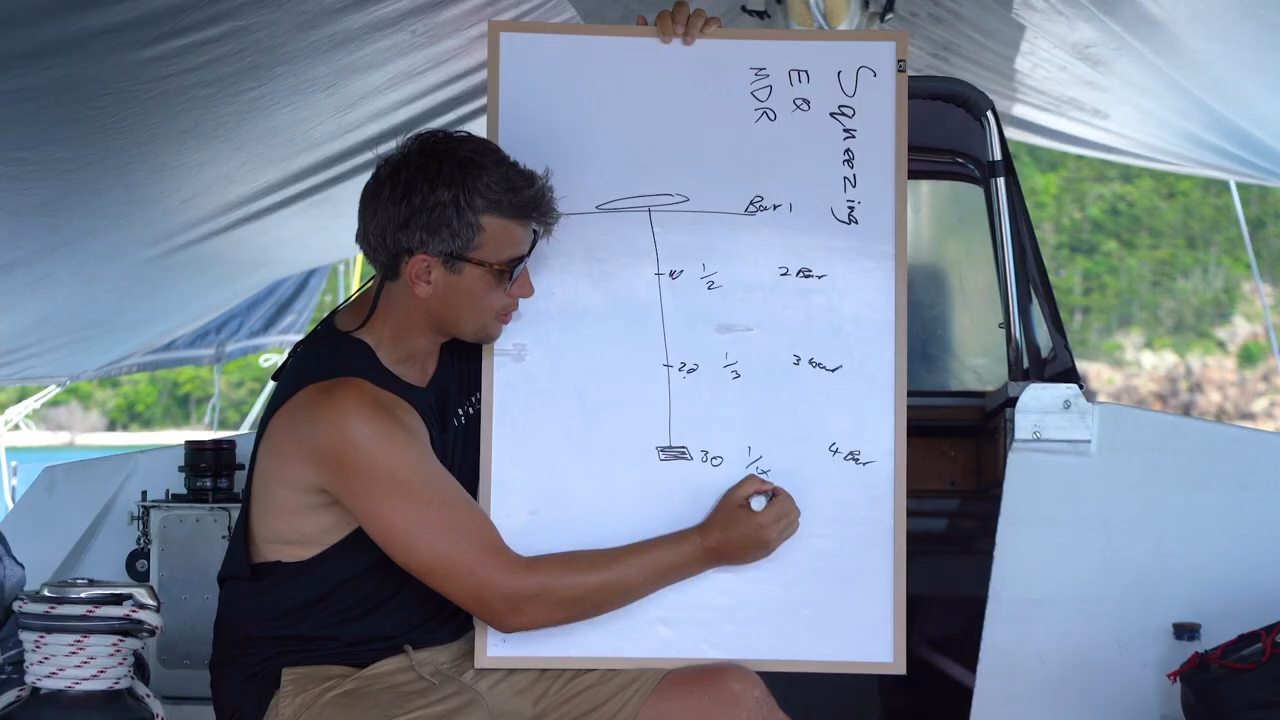 Squeezing
EQ
MDR
Bar 1
10 1/2 2 Bar
20 1/3 3 Bar
30 1/4 4 Bar